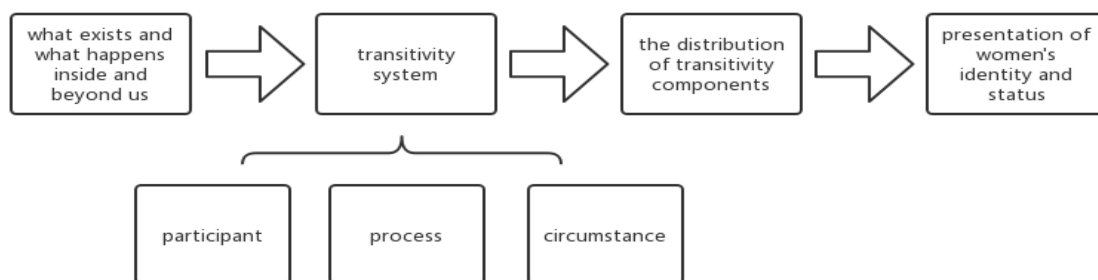 what exists and
what happens
inside and
beyond us
transitivity
system
the distribution
of transitivity
components
presentation of
women's
identity and
status
participant
process
circumstance